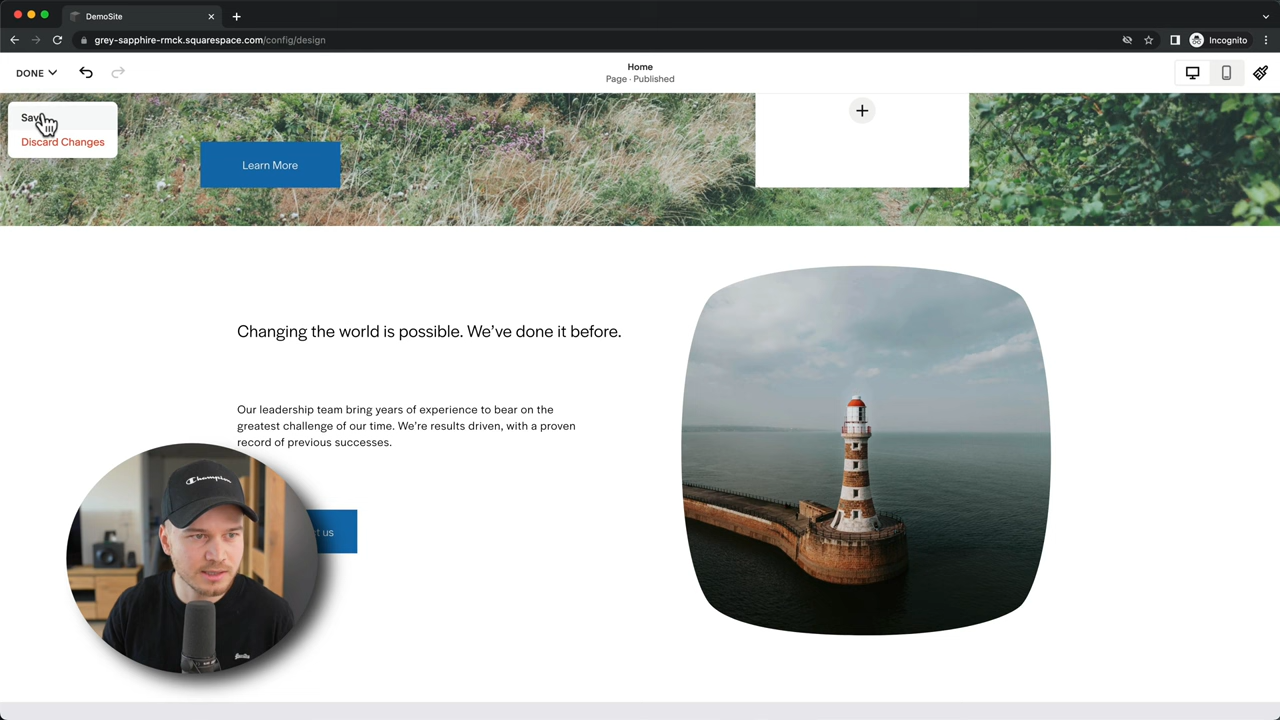 DemoSite
grey-sapphire-rmck.squarespace.com/config/design
Incognito
DONE
Home
Page · Published
Discard Changes
Learn More
Changing the world is possible. We’ve done it before.
Our leadership team bring years of experience to bear on the
greatest challenge of our time. We’re results driven, with a proven
record of previous successes.
us
Champion